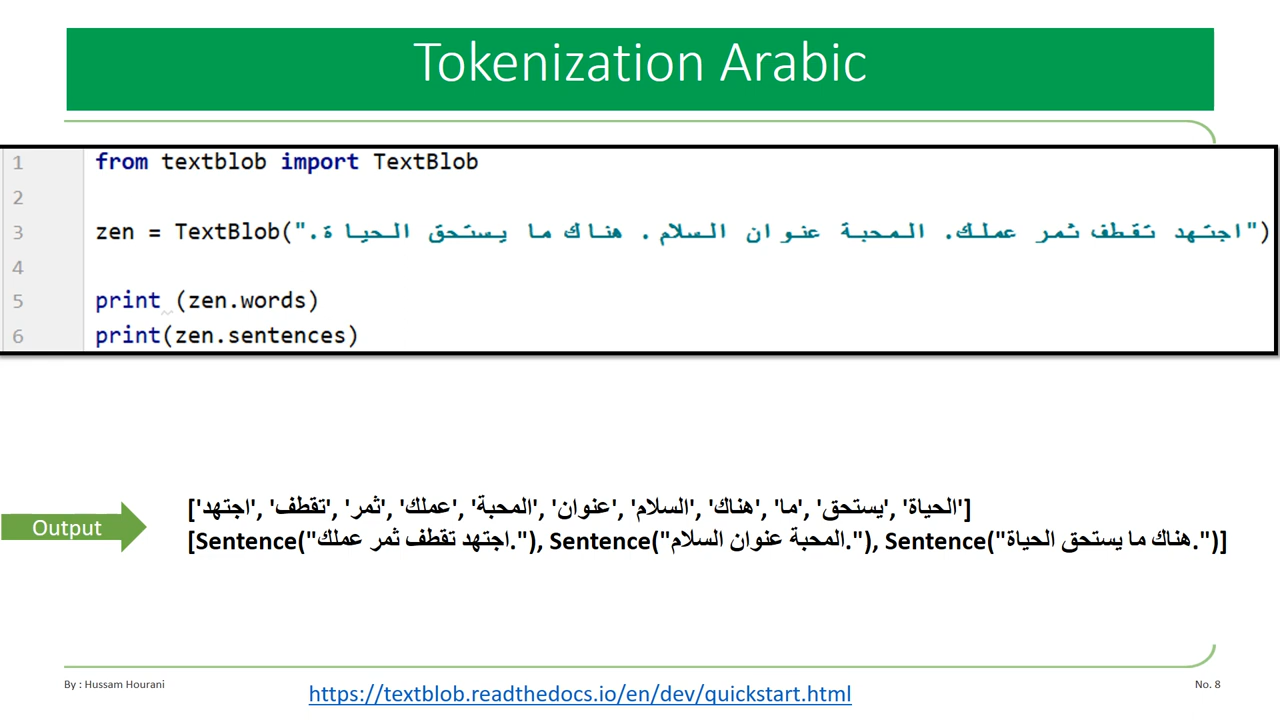 Tokenization Arabic
1 from textblob import TextBlob
2
3 zen = TextBlob("اجتهد تقطف ثمر عملك. المحبة عنوان السلام. هناك ما يستحق الحياة.")
4
5 print (zen.words)
6 print(zen.sentences)
Output
['اجتهد', 'تقطف', 'ثمر', 'عملك', 'المحبة', 'عنوان', 'السلام', 'هناك', 'ما', 'يستحق', 'الحياة']
[Sentence("اجتهد تقطف ثمر عملك."), Sentence("المحبة عنوان السلام."), Sentence("هناك ما يستحق الحياة.")]
By : Hussam Hourani
https://textblob.readthedocs.io/en/dev/quickstart.html
No. 8